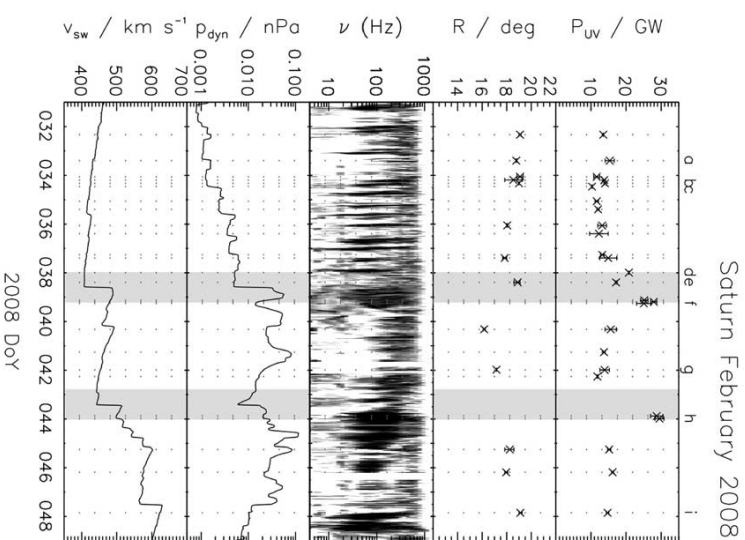 Saturn February 2008
a bc de f g h i
P_UV / GW
10 20 30
R / deg
14 16 18 20 22
ν (Hz)
10 100 1000
p_dyn / nPa
0.001 0.010 0.100
v_sw / km s⁻¹
400 500 600 700
032 034 036 038 040 042 044 046 048
2008 DoY